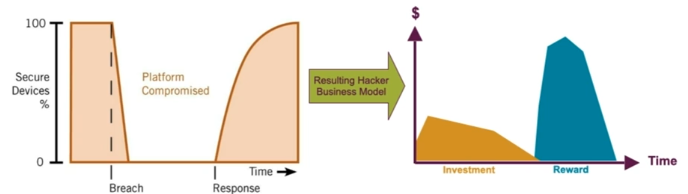 100
Secure
Devices
%
0
Platform
Compromised
Time
Breach
Response
Resulting Hacker
Business Model
$
Time
Investment
Reward